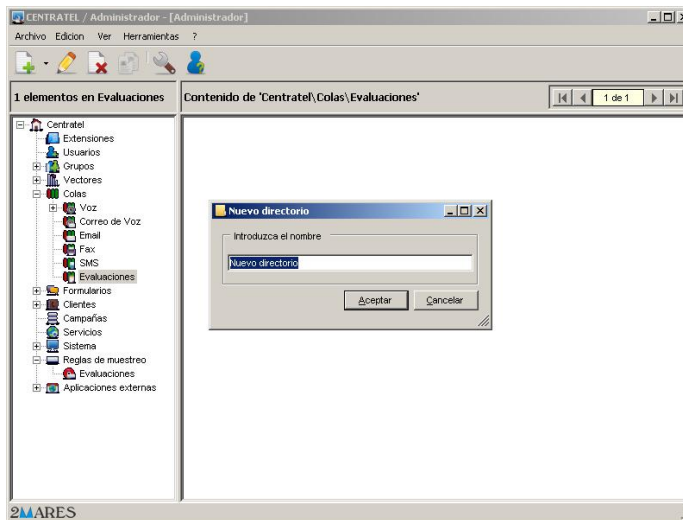 CENTRATEL / Administrador - [Administrador]
Archivo Edicion Ver Herramientas ?
1 elementos en Evaluaciones
Contenido de 'Centratel\Colas\Evaluaciones'
1 de 1
Centratel
Extensiones
Usuarios
Grupos
Vectores
Colas
Voz
Correo de Voz
Email
Fax
SMS
Evaluaciones
Formularios
Clientes
Campañas
Servicios
Sistema
Reglas de muestreo
Evaluaciones
Aplicaciones externas
Nuevo directorio
Introduzca el nombre
Nuevo directorio
Aceptar Cancelar
2MARES